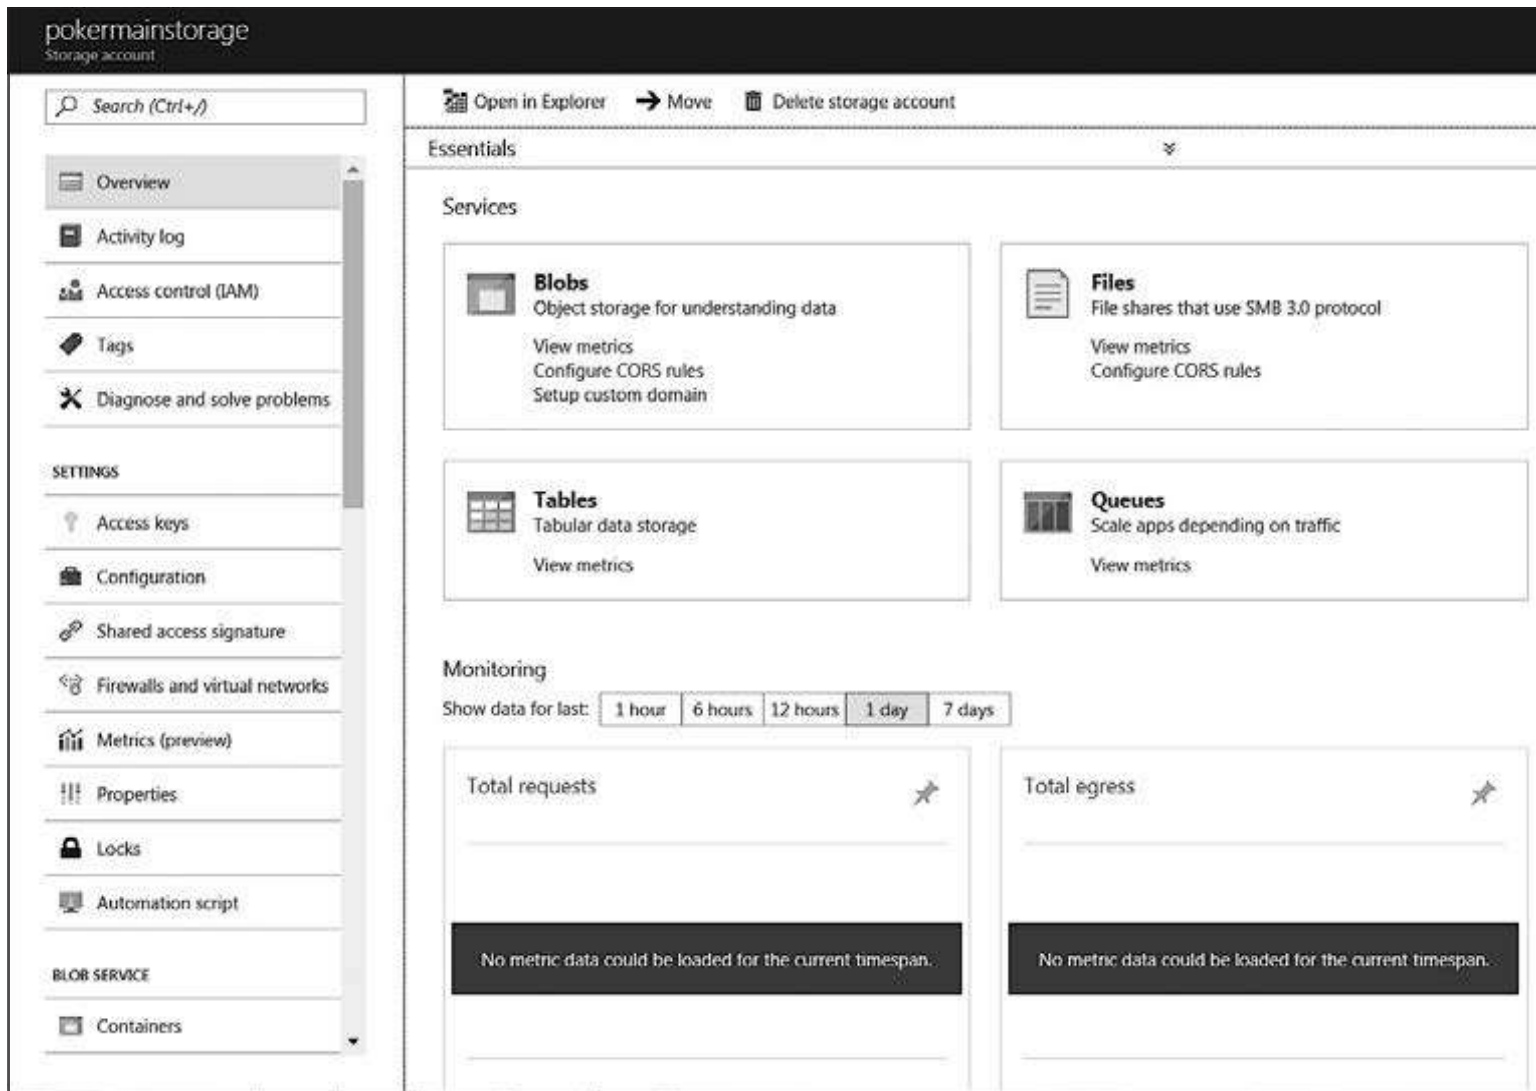 pokermainstorage
Storage account
Search (Ctrl+/)
Overview
Activity log
Access control (IAM)
Tags
Diagnose and solve problems
SETTINGS
Access keys
Configuration
Shared access signature
Firewalls and virtual networks
Metrics (preview)
Properties
Locks
Automation script
BLOB SERVICE
Containers
Open in Explorer Move Delete storage account
Essentials
Services
Blobs
Object storage for understanding data
View metrics
Configure CORS rules
Setup custom domain
Files
File shares that use SMB 3.0 protocol
View metrics
Configure CORS rules
Tables
Tabular data storage
View metrics
Queues
Scale apps depending on traffic
View metrics
Monitoring
Show data for last: 1 hour 6 hours 12 hours 1 day 7 days
Total requests
No metric data could be loaded for the current timespan.
Total egress
No metric data could be loaded for the current timespan.